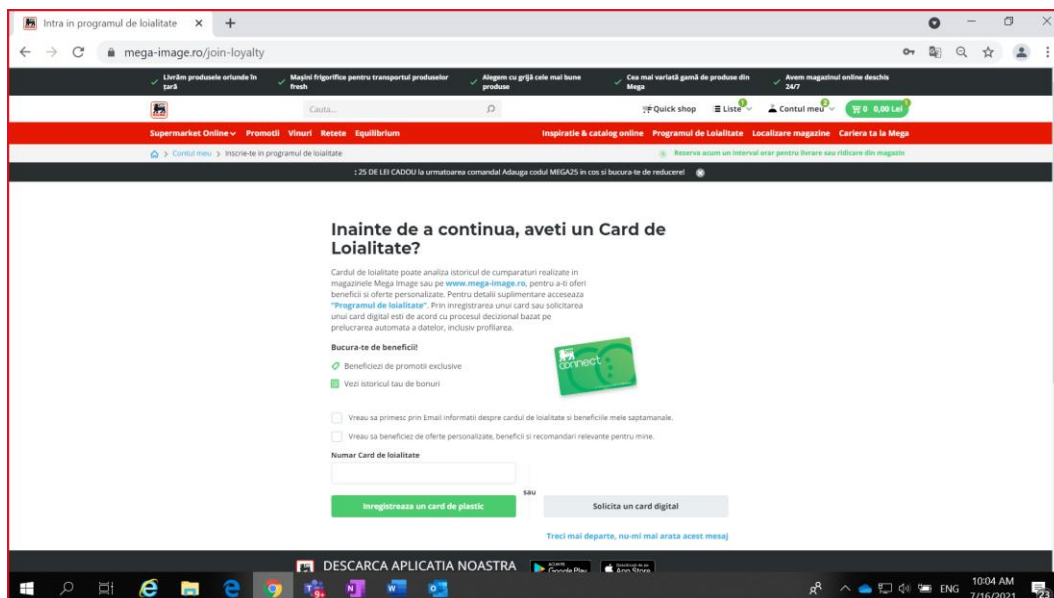 Intra in programul de loialitate
mega-image.ro/join-loyalty
Livrăm produsele oriunde în țară
Mașini frigorifice pentru transportul produselor fresh
Alegem cu grijă cele mai bune produse
Cea mai variată gamă de produse din Mega
Avem magazinul online deschis 24/7
Cauta...
Quick shop
Liste
Contul meu
0 0,00 Lei
Supermarket Online Promotii Vinuri Retete Equilibrium
Inspiratie & catalog online Programul de Loialitate Localizare magazine Cariera ta la Mega
> Contul meu > Inscrie-te in programul de loialitate
Rezerva acum un interval orar pentru livrare sau ridicare din magazin
: 25 DE LEI CADOU la urmatoarea comanda! Adauga codul MEGA25 in cos si bucura-te de reducere!
Inainte de a continua, aveti un Card de
Loialitate?
Cardul de loialitate poate analiza istoricul de cumparaturi realizate in
magazinele Mega Image sau pe www.mega-image.ro, pentru a-ti oferi
beneficii si oferte personalizate. Pentru detalii suplimentare acceseaza
"Programul de loialitate". Prin inregistrarea unui card sau solicitarea
unui card digital esti de acord cu procesul decizional bazat pe
prelucrarea automata a datelor, inclusiv profilarea.
Bucura-te de beneficii!
Beneficiezi de promotii exclusive
Vezi istoricul tau de bonuri
connect
Vreau sa primesc prin Email informatii despre cardul de loialitate si beneficiile mele saptamanale.
Vreau sa beneficiez de oferte personalizate, beneficii si recomandari relevante pentru mine.
Numar Card de loialitate
sau
Inregistreaza un card de plastic
Solicita un card digital
Treci mai departe, nu-mi mai arata acest mesaj
DESCARCA APLICATIA NOASTRA
Google Play
App Store
ENG
10:04 AM
7/16/2021
23